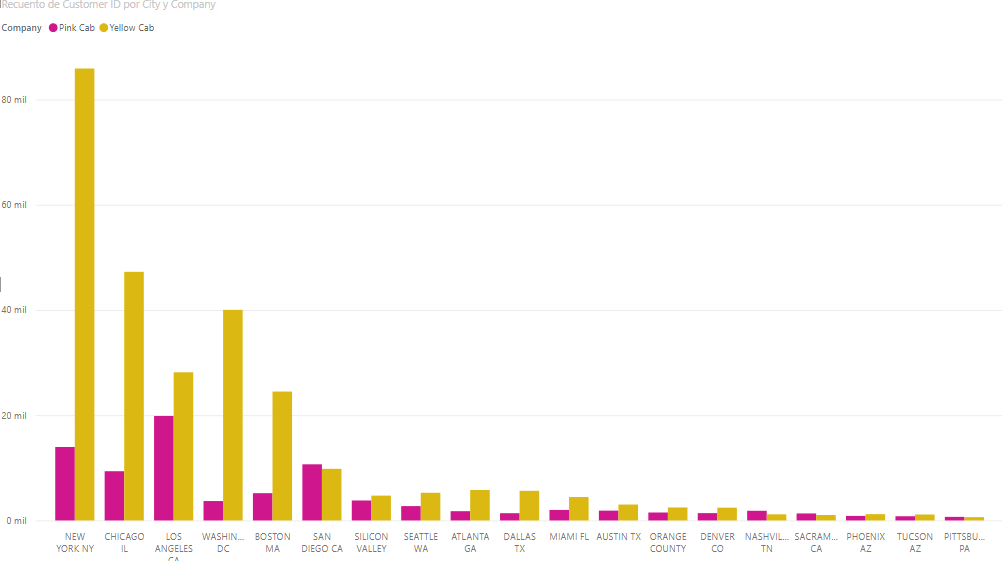 Recuento de Customer ID por City y Company
Company Pink Cab Yellow Cab
80 mil
60 mil
40 mil
20 mil
0 mil
NEW YORK NY
CHICAGO IL
LOS ANGELES CA
WASHIN... DC
BOSTON MA
SAN DIEGO CA
SILICON VALLEY
SEATTLE WA
ATLANTA GA
DALLAS TX
MIAMI FL
AUSTIN TX
ORANGE COUNTY
DENVER CO
NASHVIL... TN
SACRAM... CA
PHOENIX AZ
TUCSON AZ
PITTSBU... PA